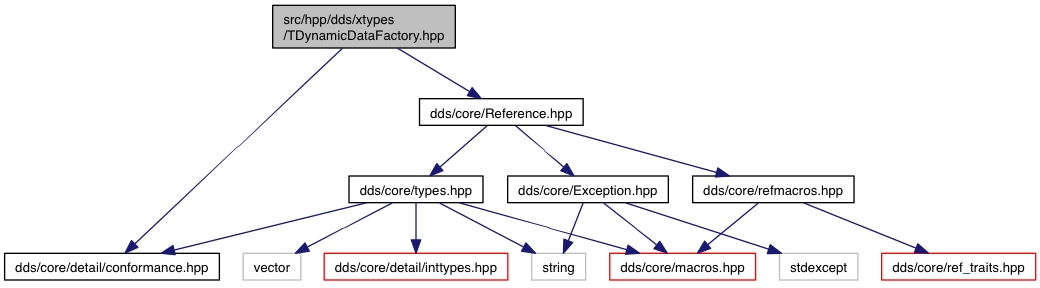 src/hpp/dds/xtypes
/TDynamicDataFactory.hpp
dds/core/Reference.hpp
dds/core/types.hpp
dds/core/Exception.hpp
dds/core/refmacros.hpp
dds/core/detail/conformance.hpp
vector
dds/core/detail/inttypes.hpp
string
dds/core/macros.hpp
stdexcept
dds/core/ref_traits.hpp